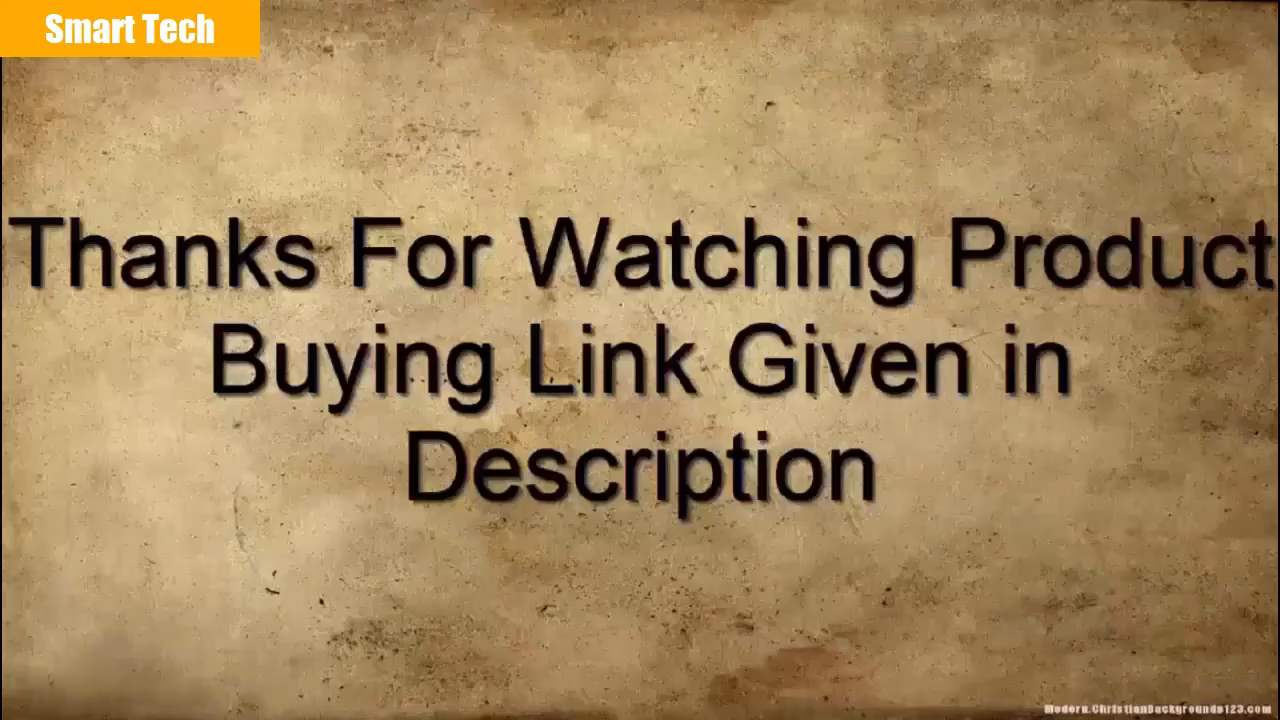 Smart Tech
Thanks For Watching Product
Buying Link Given in
Description
Modern.ChristianBackgrounds123.com